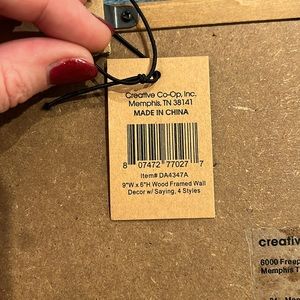 Creative Co-Op, Inc.
Memphis, TN 38141
MADE IN CHINA
8 07472 77027 7
Item# DA4347A
9"W x 6"H Wood Framed Wall
Decor w/ Saying, 4 Styles
creative
6000 Freep
Memphis T